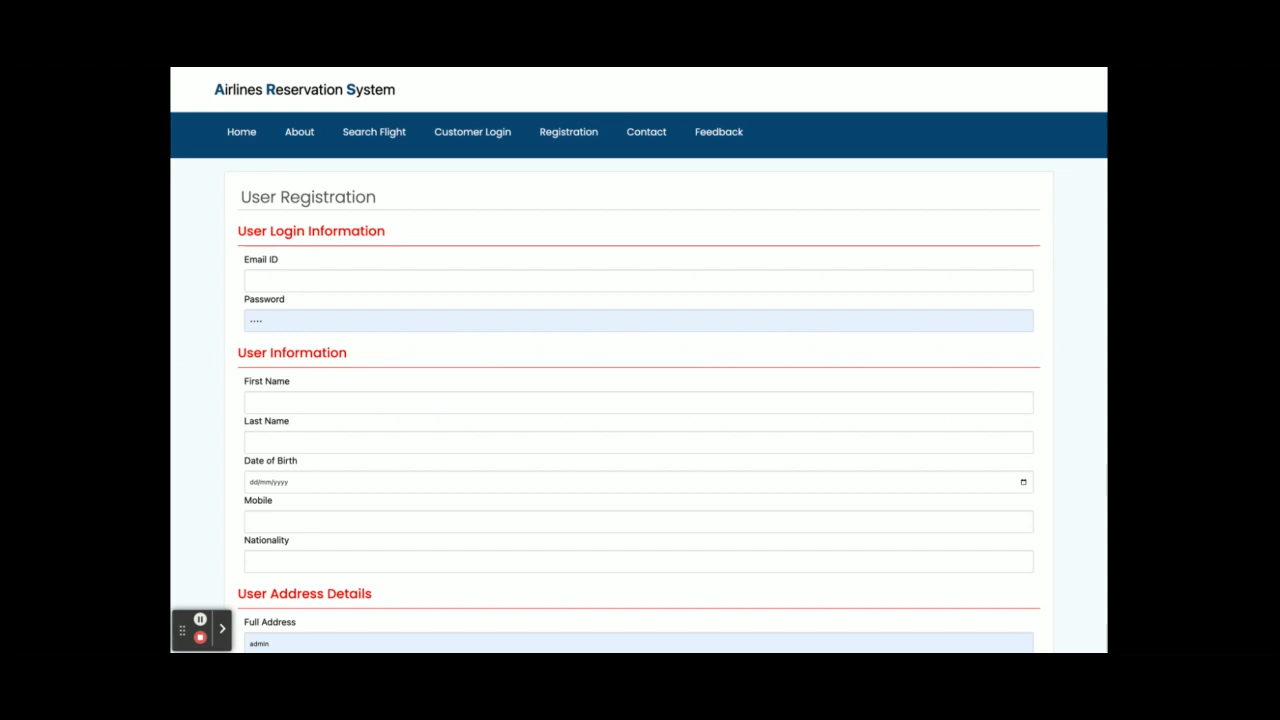 Airlines Reservation System
Home About Search Flight Customer Login Registration Contact Feedback
User Registration
User Login Information
Email ID
Password
••••
User Information
First Name
Last Name
Date of Birth
dd/mm/yyyy
Mobile
Nationality
User Address Details
Full Address
admin